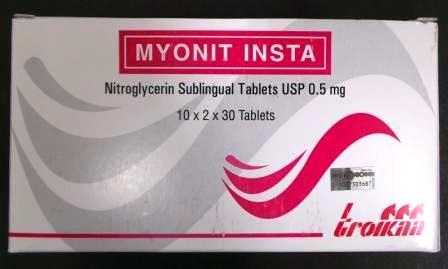 MYONIT INSTA
Nitroglycerin Sublingual Tablets USP 0.5 mg
10 x 2 x 30 Tablets
troikaa